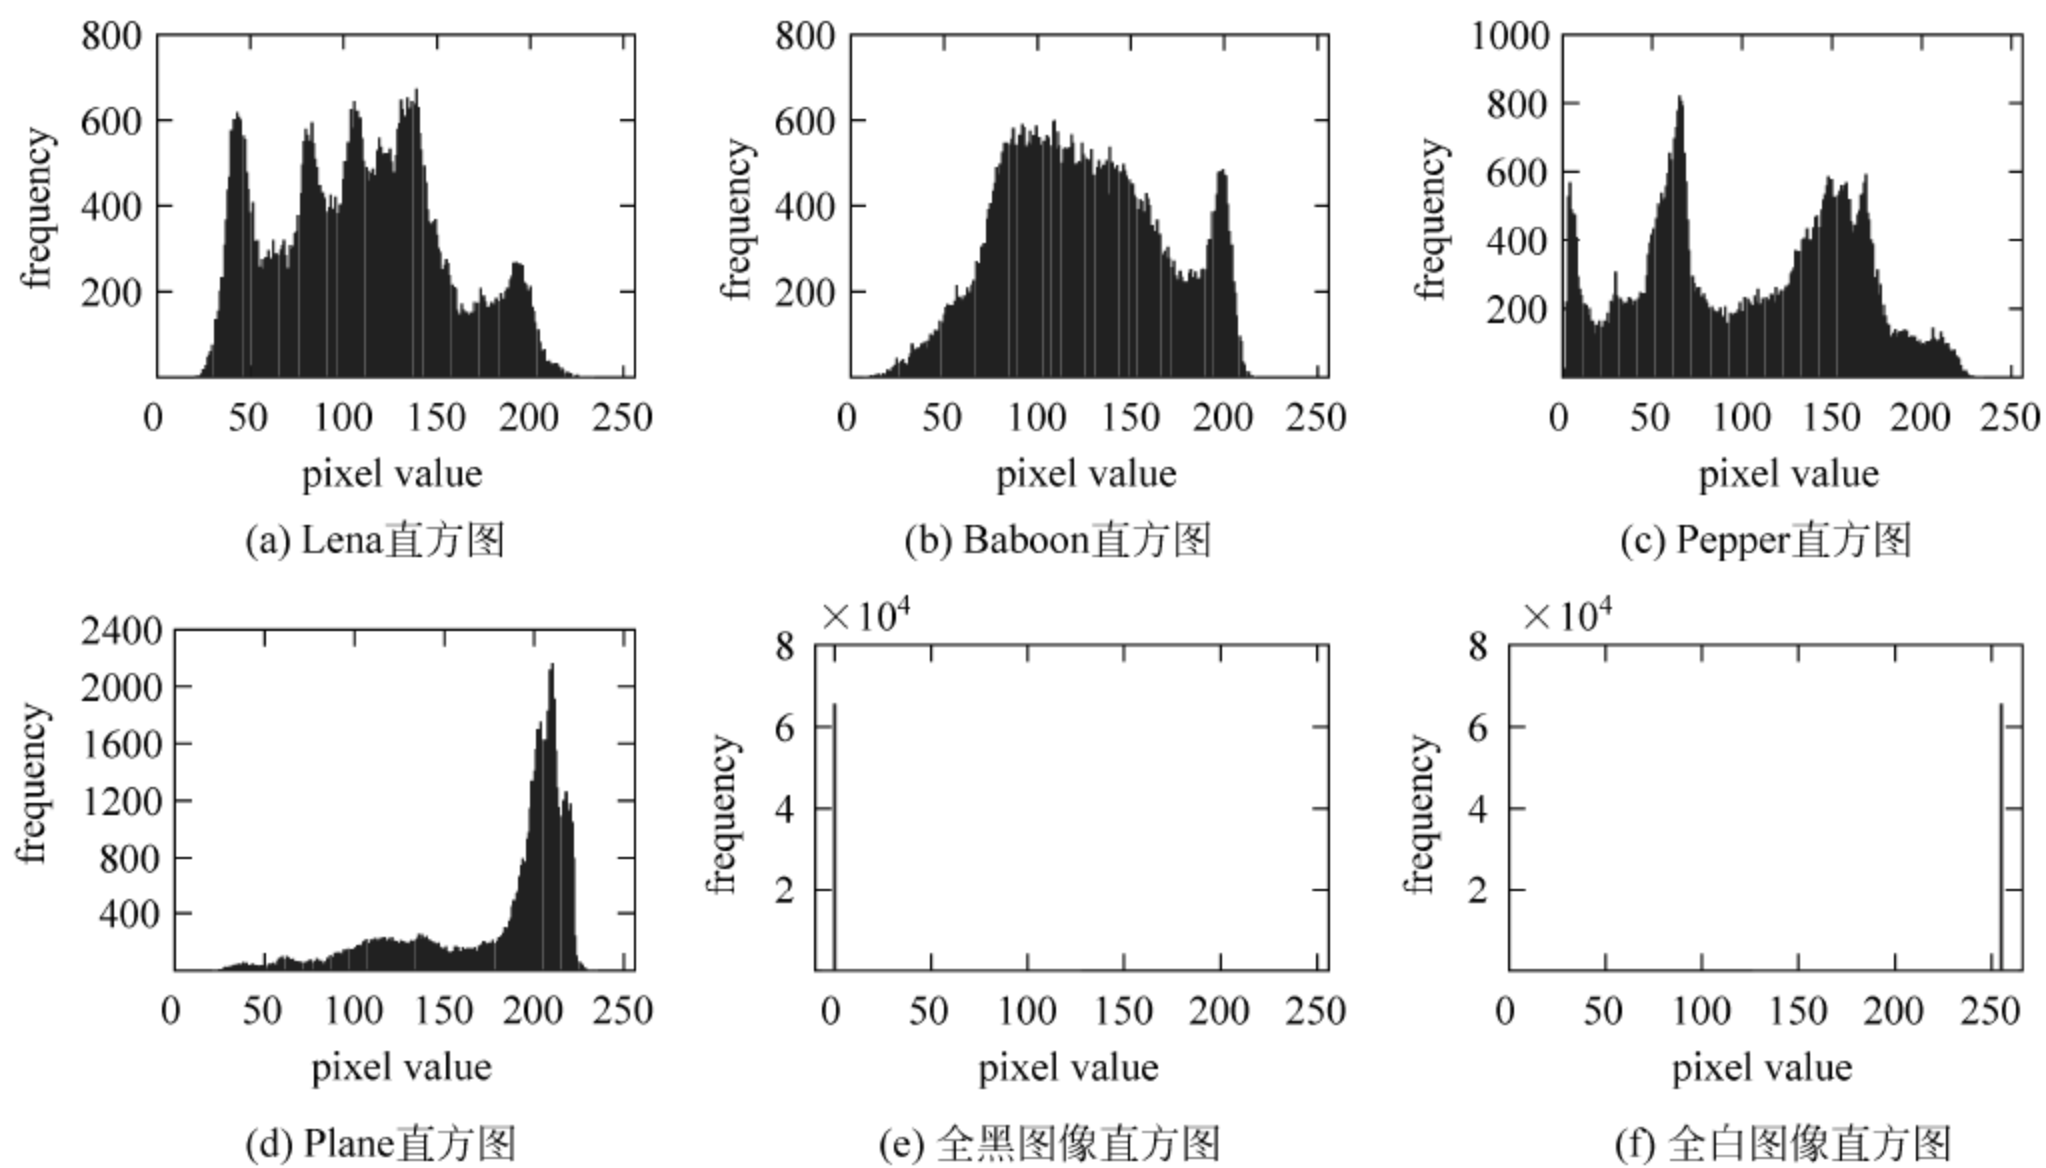 800
600
400
200
frequency
0 50 100 150 200 250
pixel value
(a) Lena直方图
800
600
400
200
frequency
0 50 100 150 200 250
pixel value
(b) Baboon直方图
1000
800
600
400
200
frequency
0 50 100 150 200 250
pixel value
(c) Pepper直方图
2400
2000
1600
1200
800
400
frequency
0 50 100 150 200 250
pixel value
(d) Plane直方图
×10⁴
8
6
4
2
frequency
0 50 100 150 200 250
pixel value
(e) 全黑图像直方图
×10⁴
8
6
4
2
frequency
0 50 100 150 200 250
pixel value
(f) 全白图像直方图